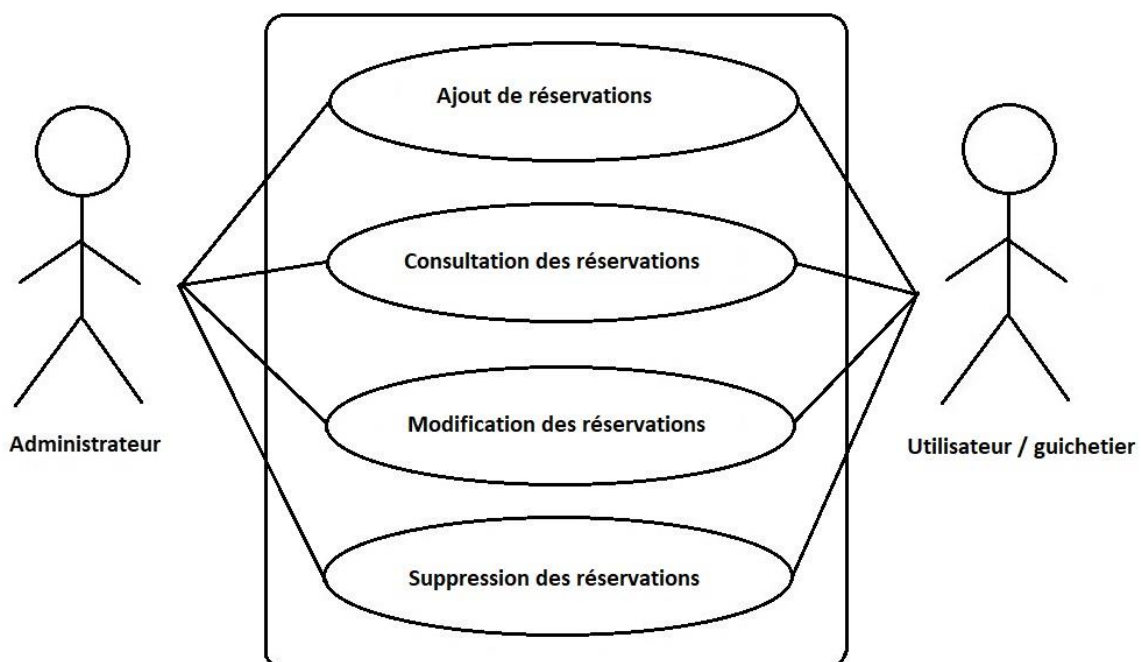 Ajout de réservations
Consultation des réservations
Modification des réservations
Suppression des réservations
Administrateur
Utilisateur / guichetier